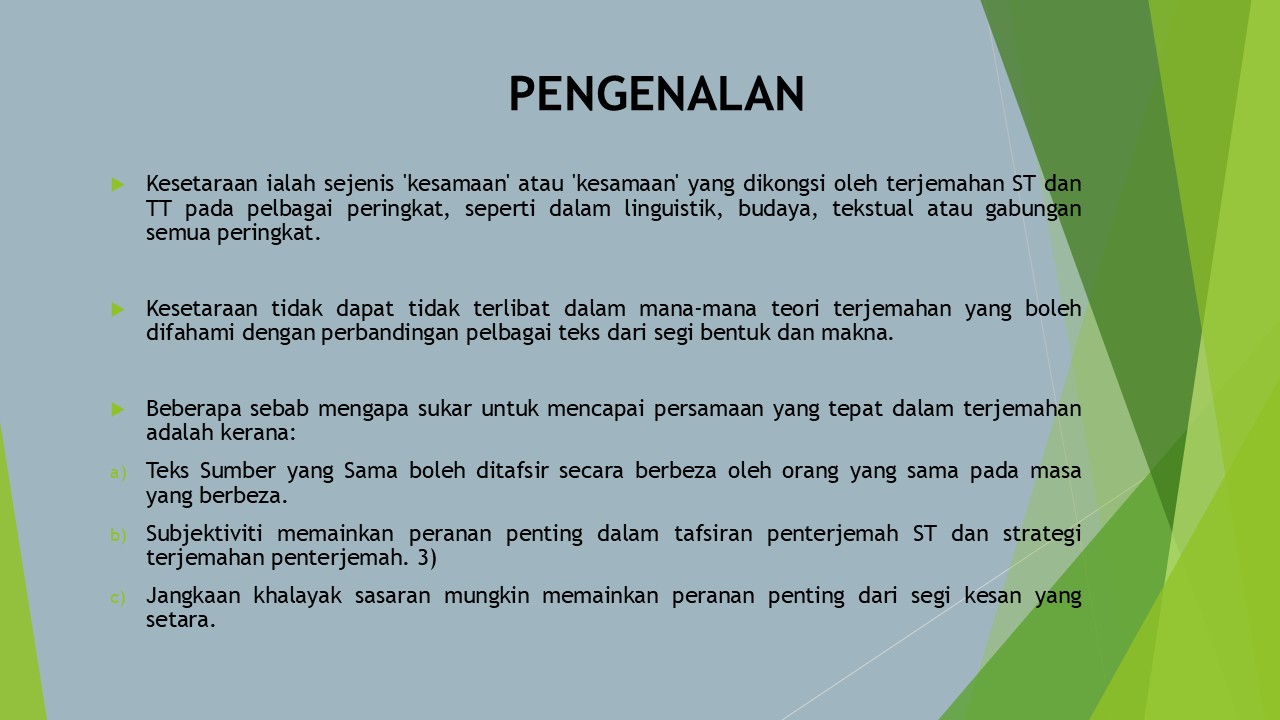 PENGENALAN
Kesetaraan ialah sejenis 'kesamaan' atau 'kesamaan' yang dikongsi oleh terjemahan ST dan
TT pada pelbagai peringkat, seperti dalam linguistik, budaya, tekstual atau gabungan
semua peringkat.
Kesetaraan tidak dapat tidak terlibat dalam mana-mana teori terjemahan yang boleh
difahami dengan perbandingan pelbagai teks dari segi bentuk dan makna.
Beberapa sebab mengapa sukar untuk mencapai persamaan yang tepat dalam terjemahan
adalah kerana:
a) Teks Sumber yang Sama boleh ditafsir secara berbeza oleh orang yang sama pada masa
yang berbeza.
b) Subjektiviti memainkan peranan penting dalam tafsiran penterjemah ST dan strategi
terjemahan penterjemah. 3)
c) Jangkaan khalayak sasaran mungkin memainkan peranan penting dari segi kesan yang
setara.